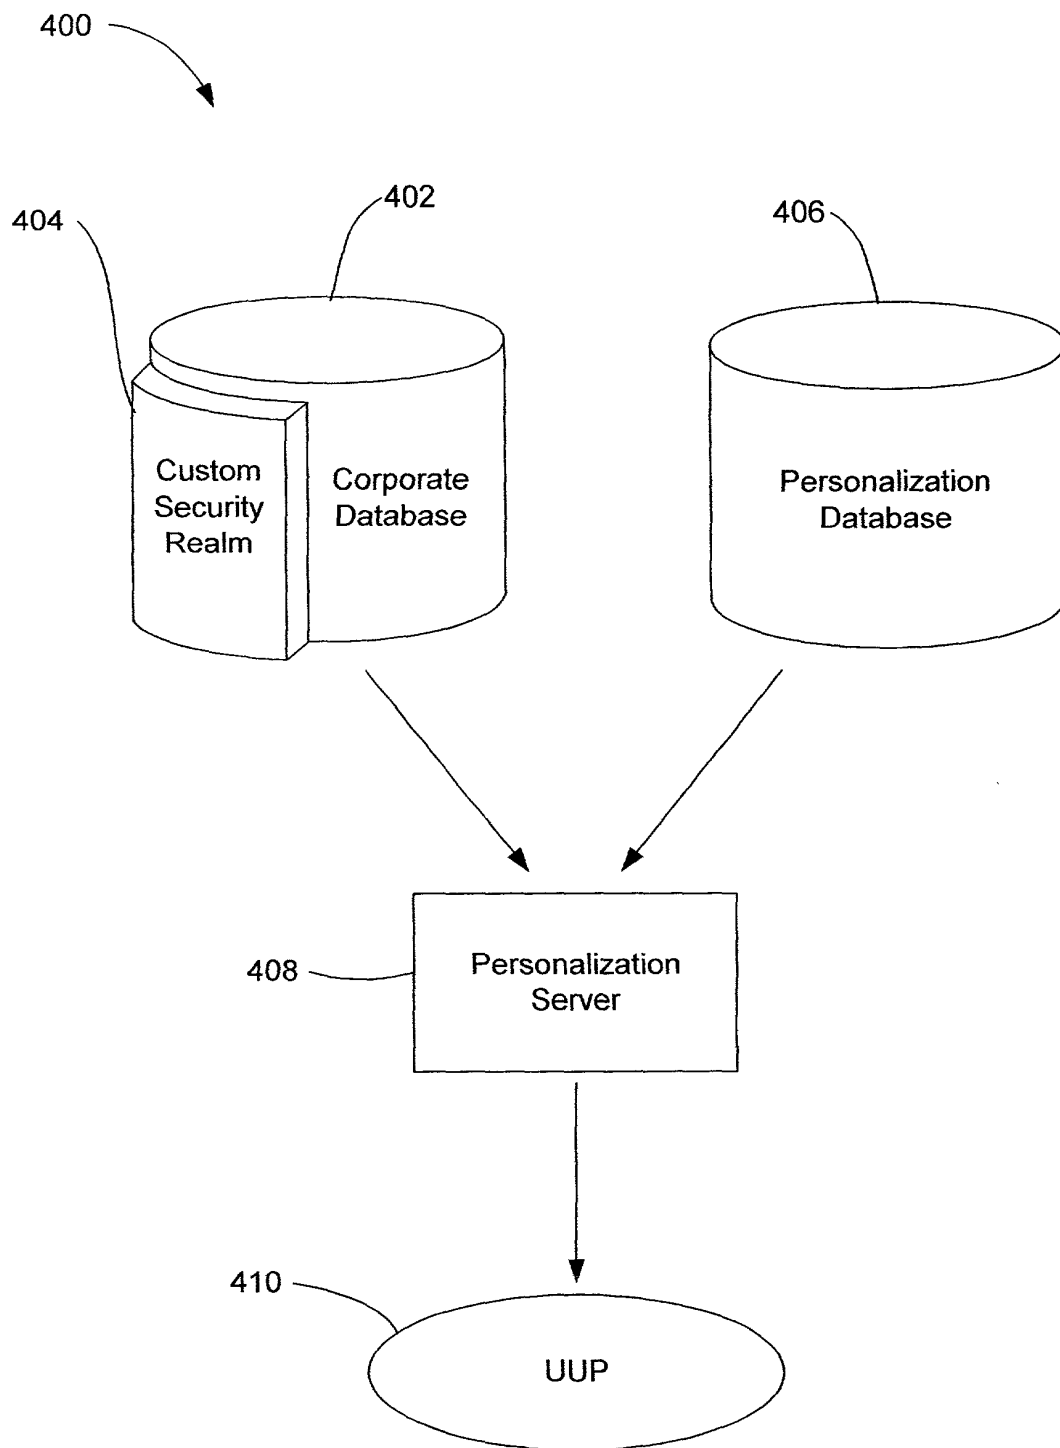 400
402
404
406
Custom
Security
Realm
Corporate
Database
Personalization
Database
408
Personalization
Server
410
UUP